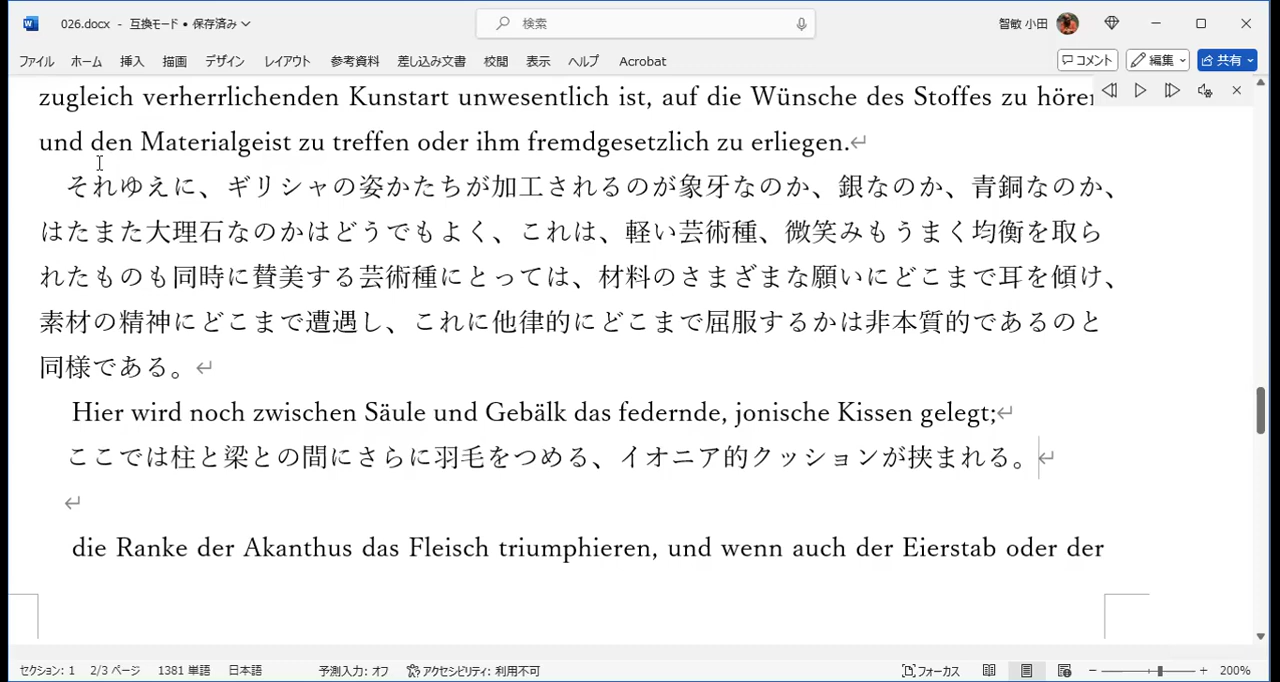 026.docx - 互換モード • 保存済み
検索
智敏 小田
ファイル ホーム 挿入 描画 デザイン レイアウト 参考資料 差し込み文書 校閲 表示 ヘルプ Acrobat
コメント 編集 共有
zugleich verherrlichenden Kunstart unwesentlich ist, auf die Wünsche des Stoffes zu hören
und den Materialgeist zu treffen oder ihm fremdgesetzlich zu erliegen.↵
それゆえに、ギリシャの姿かたちが加工されるのが象牙なのか、銀なのか、青銅なのか、
はたまた大理石なのかはどうでもよく、これは、軽い芸術種、微笑みもうまく均衡を取ら
れたものも同時に賛美する芸術種にとっては、材料のさまざまな願いにどこまで耳を傾け、
素材の精神にどこまで遭遇し、これに他律的にどこまで屈服するかは非本質的であるのと
同様である。↵
Hier wird noch zwischen Säule und Gebälk das federnde, jonische Kissen gelegt;↵
ここでは柱と梁との間にさらに羽毛をつめる、イオニア的クッションが挟まれる。↵
↵
die Ranke der Akanthus das Fleisch triumphieren, und wenn auch der Eierstab oder der
セクション: 1 2/3 ページ 1381 単語 日本語 予測入力: オフ アクセシビリティ: 利用不可 フォーカス 200%